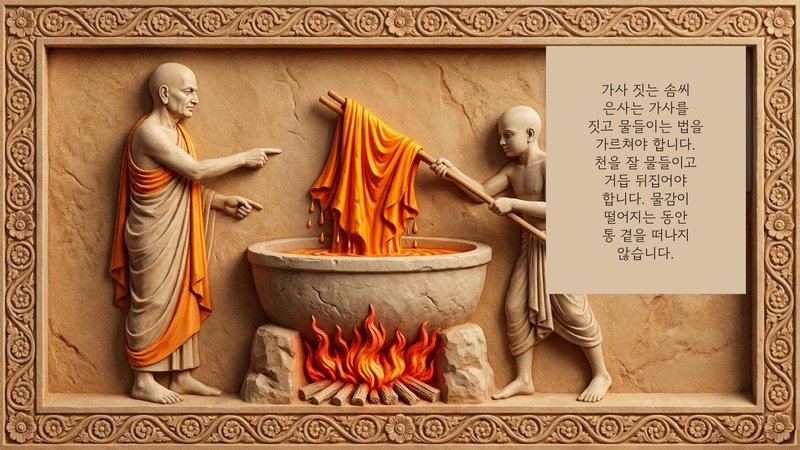 가사 짓는 솜씨
은사는 가사를
짓고 물들이는 법을
가르쳐야 합니다.
천을 잘 물들이고
거듭 뒤집어야
합니다. 물감이
떨어지는 동안
통 곁을 떠나지
않습니다.